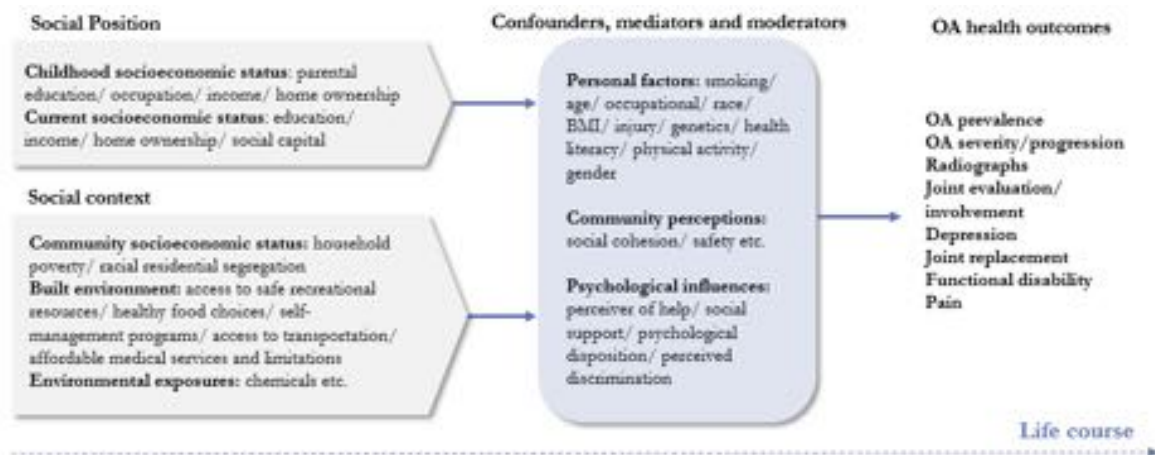 Social Position
Childhood socioeconomic status: parental
education/ occupation/ income/ home ownership
Current socioeconomic status: education/
income/ home ownership/ social capital
Social context
Community socioeconomic status: household
poverty/ racial residential segregation
Built environment: access to safe recreational
resources/ healthy food choices/ self-
management programs/ access to transportation/
affordable medical services and limitations
Environmental exposures: chemicals etc.
Confounders, mediators and moderators
Personal factors: smoking/
age/ occupational/ race/
BMI/ injury/ genetics/ health
literacy/ physical activity/
gender
Community perceptions:
social cohesion/ safety etc.
Psychological influences:
perceiver of help/ social
support/ psychological
disposition/ perceived
discrimination
OA health outcomes
OA prevalence
OA severity/progression
Radiographs
Joint evaluation/
involvement
Depression
Joint replacement
Functional disability
Pain
Life course